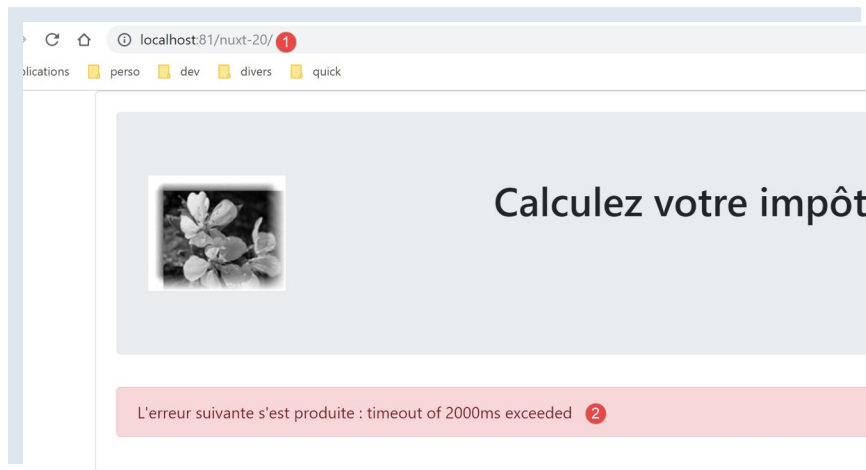 localhost:81/nuxt-20/ 1
plications perso dev divers quick
Calculez votre impôt
L'erreur suivante s'est produite : timeout of 2000ms exceeded 2